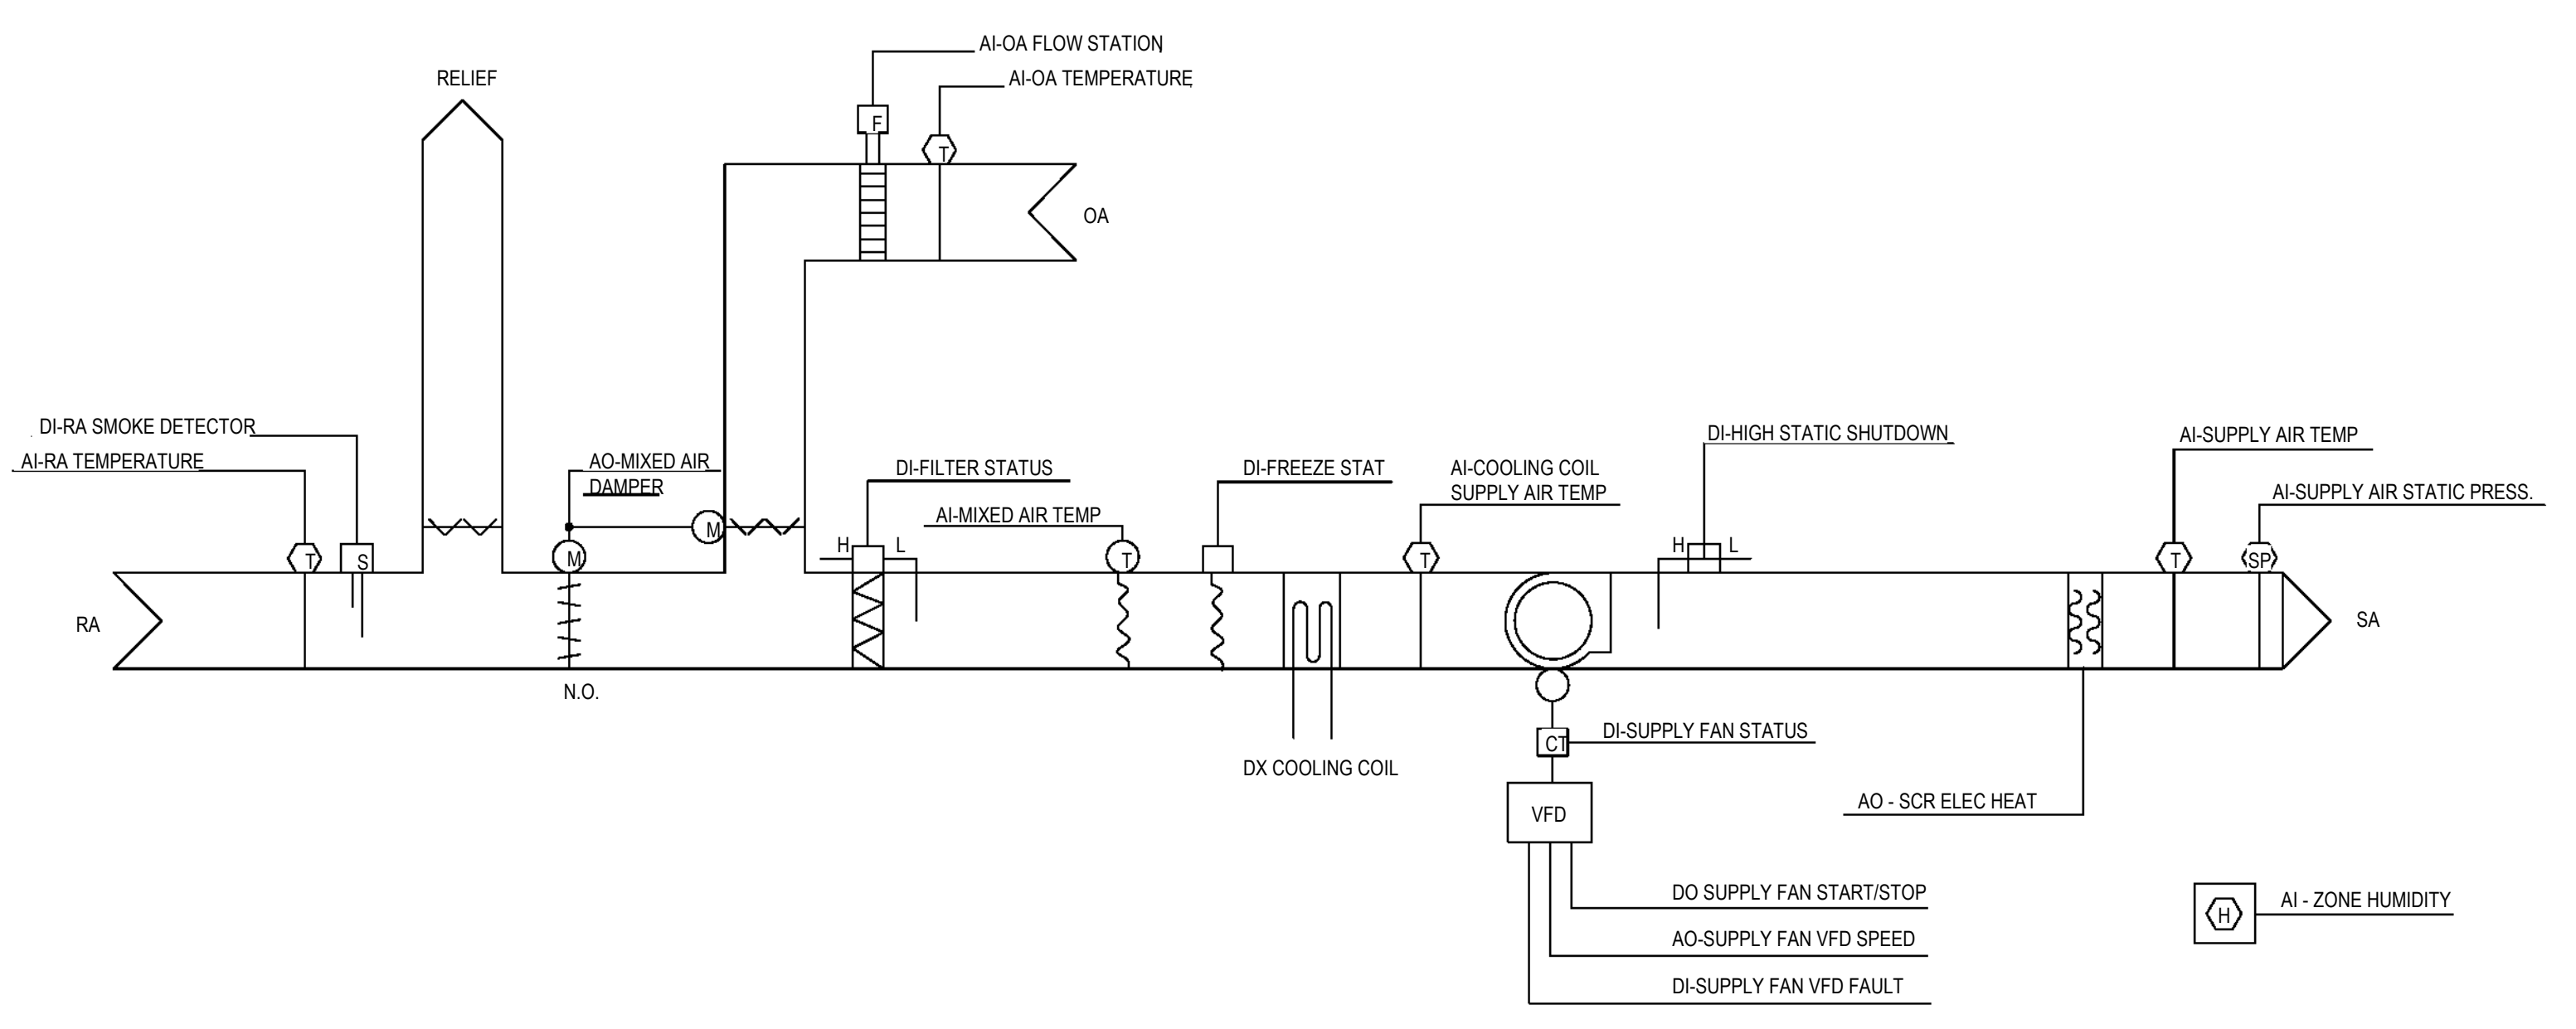 AI-OA FLOW STATION
RELIEF
AI-OA TEMPERATURE
F
T
OA
DI-RA SMOKE DETECTOR
AI-RA TEMPERATURE
AO-MIXED AIR
DAMPER
DI-FILTER STATUS
AI-MIXED AIR TEMP
DI-FREEZE STAT
AI-COOLING COIL
SUPPLY AIR TEMP
DI-HIGH STATIC SHUTDOWN
AI-SUPPLY AIR TEMP
AI-SUPPLY AIR STATIC PRESS.
M
H
L
H
L
T
S
M
T
T
T
SP
RA
SA
N.O.
DI-SUPPLY FAN STATUS
CT
DX COOLING COIL
AO - SCR ELEC HEAT
VFD
DO SUPPLY FAN START/STOP
AI - ZONE HUMIDITY
H
AO-SUPPLY FAN VFD SPEED
DI-SUPPLY FAN VFD FAULT